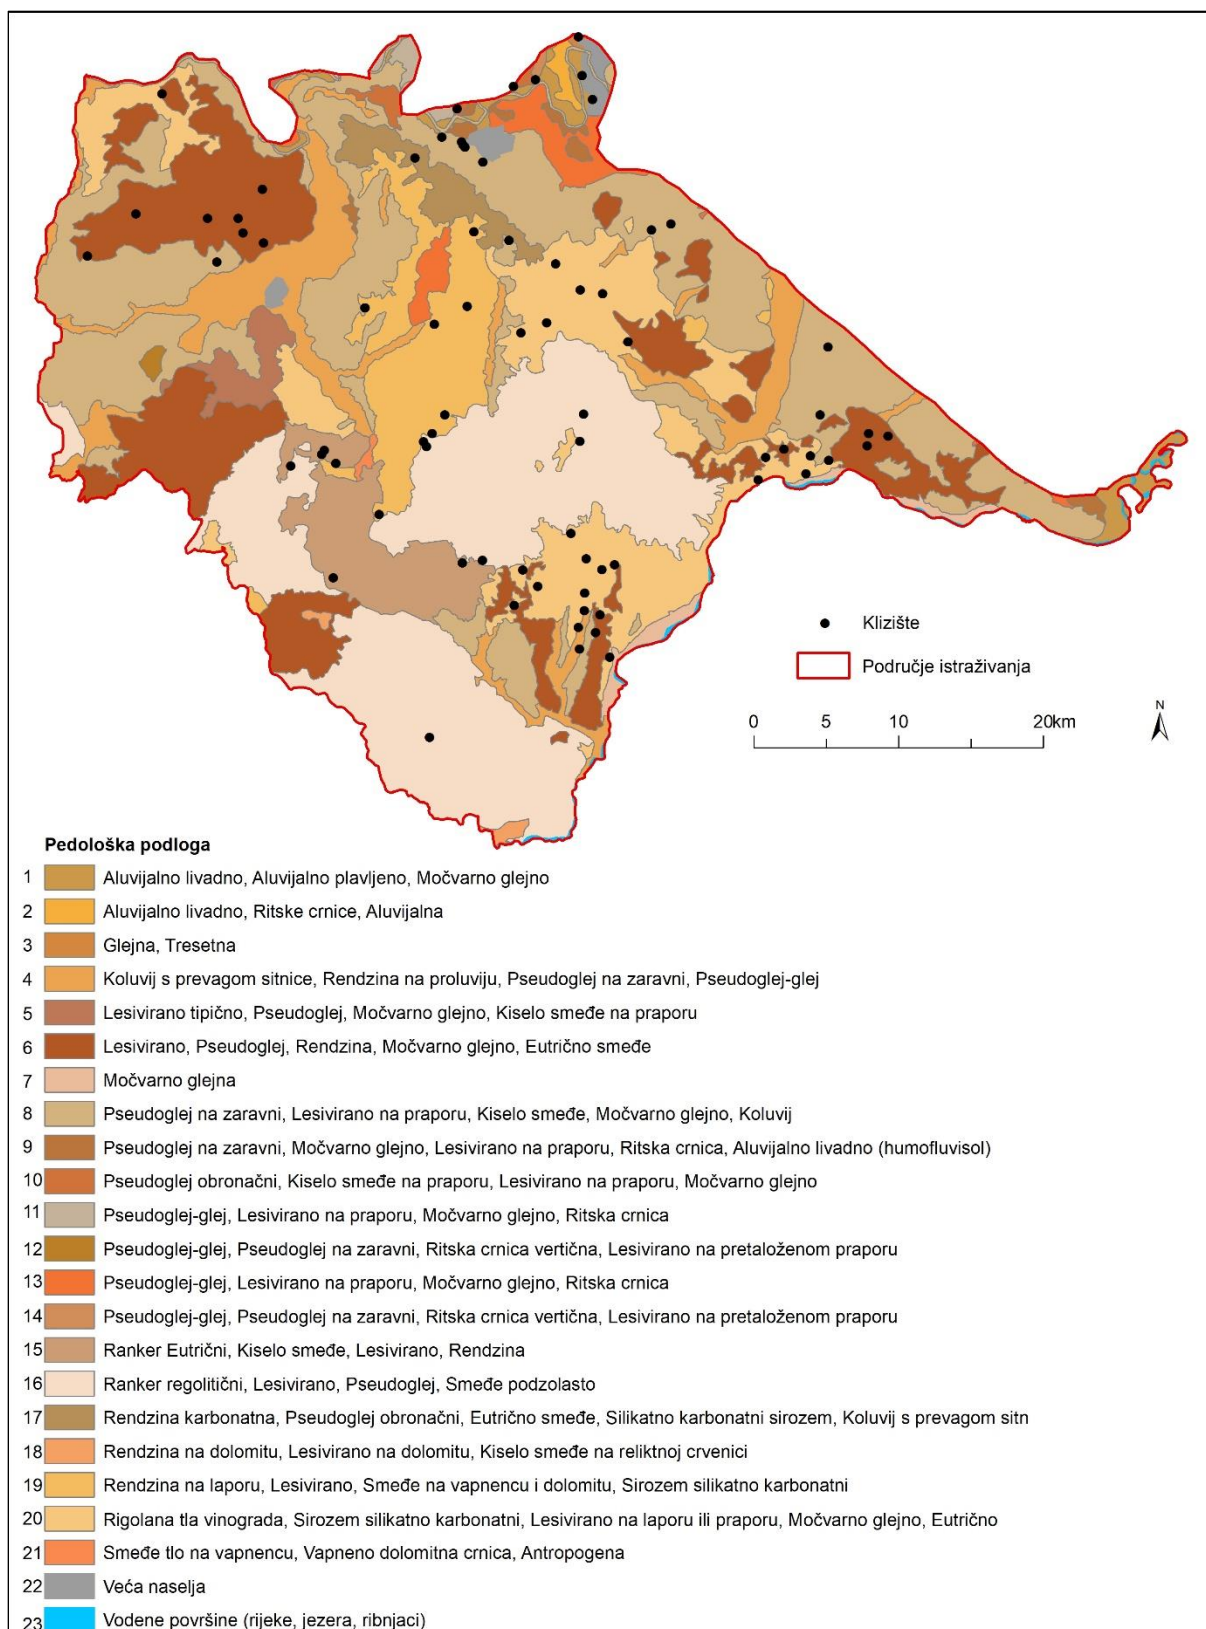 Klizište
Područje istraživanja
N
0 5 10 20km
Pedološka podloga
1 Aluvijalno livadno, Aluvijalno plavljeno, Močvarno glejno
2 Aluvijalno livadno, Ritske crnice, Aluvijalna
3 Glejna, Tresetna
4 Koluvij s prevagom sitnice, Rendzina na proluviju, Pseudoglej na zaravni, Pseudoglej-glej
5 Lesivirano tipično, Pseudoglej, Močvarno glejno, Kiselo smeđe na praporu
6 Lesivirano, Pseudoglej, Rendzina, Močvarno glejno, Eutrično smeđe
7 Močvarno glejna
8 Pseudoglej na zaravni, Lesivirano na praporu, Kiselo smeđe, Močvarno glejno, Koluvij
9 Pseudoglej na zaravni, Močvarno glejno, Lesivirano na praporu, Ritska crnica, Aluvijalno livadno (humofluvisol)
10 Pseudoglej obronačni, Kiselo smeđe na praporu, Lesivirano na praporu, Močvarno glejno
11 Pseudoglej-glej, Lesivirano na praporu, Močvarno glejno, Ritska crnica
12 Pseudoglej-glej, Pseudoglej na zaravni, Ritska crnica vertična, Lesivirano na pretaloženom praporu
13 Pseudoglej-glej, Lesivirano na praporu, Močvarno glejno, Ritska crnica
14 Pseudoglej-glej, Pseudoglej na zaravni, Ritska crnica vertična, Lesivirano na pretaloženom praporu
15 Ranker Eutrični, Kiselo smeđe, Lesivirano, Rendzina
16 Ranker regolitični, Lesivirano, Pseudoglej, Smeđe podzolasto
17 Rendzina karbonatna, Pseudoglej obronačni, Eutrično smeđe, Silikatno karbonatni sirozem, Koluvij s prevagom sitn
18 Rendzina na dolomitu, Lesivirano na dolomitu, Kiselo smeđe na reliktnoj crvenici
19 Rendzina na laporu, Lesivirano, Smeđe na vapnencu i dolomitu, Sirozem silikatno karbonatni
20 Rigolana tla vinograda, Sirozem silikatno karbonatni, Lesivirano na laporu ili praporu, Močvarno glejno, Eutrično
21 Smeđe tlo na vapnencu, Vapneno dolomitna crnica, Antropogena
22 Veća naselja
23 Vodene površine (rijeke, jezera, ribnjaci)